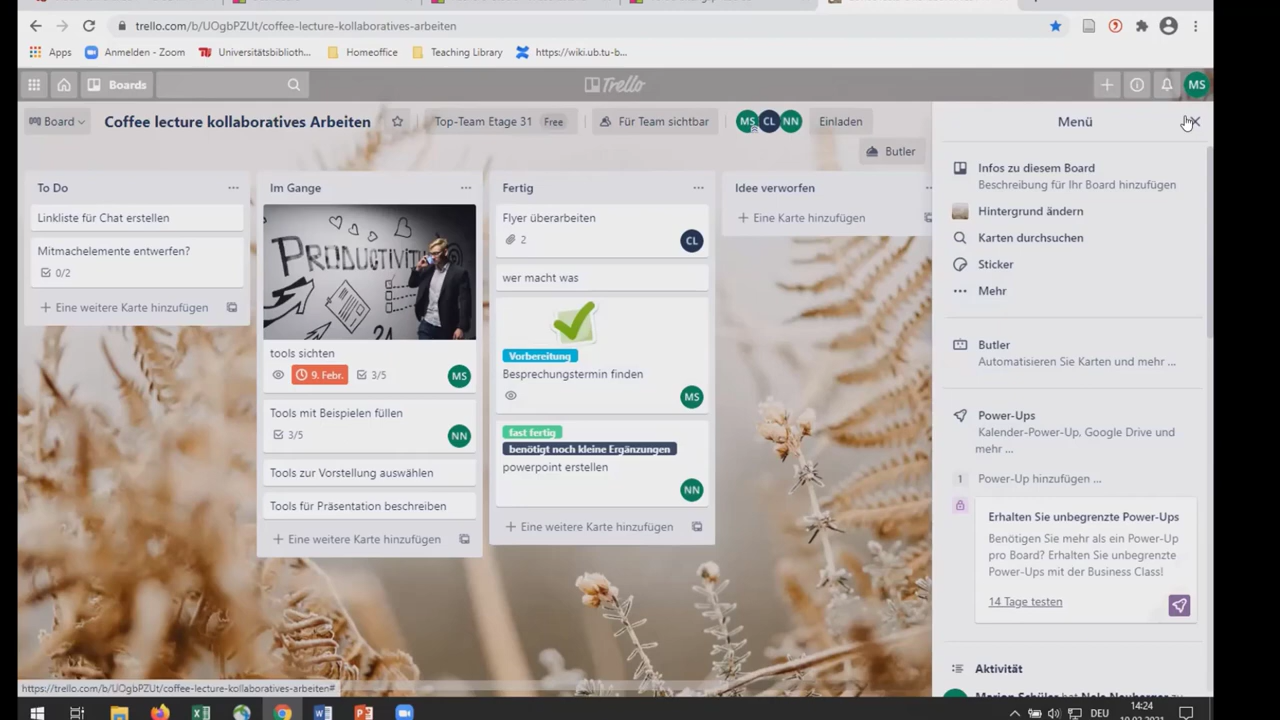 trello.com/b/UOgbPZUt/coffee-lecture-kollaboratives-arbeiten
Apps
Anmelden - Zoom
Universitätsbiblioth...
Homeoffice
Teaching Library
https://wiki.ub.tu-b...
Boards
Trello
MS
Board
Coffee lecture kollaboratives Arbeiten
Top-Team Etage 31
Free
Für Team sichtbar
MS
CL
NN
Einladen
Butler
To Do
Linkliste für Chat erstellen
Mitmachelemente entwerfen?
0/2
Eine weitere Karte hinzufügen
Im Gange
PRODUCTIVITY
24
tools sichten
9. Febr.
3/5
MS
Tools mit Beispielen füllen
3/5
NN
Tools zur Vorstellung auswählen
Tools für Präsentation beschreiben
Eine weitere Karte hinzufügen
Fertig
Flyer überarbeiten
2
CL
wer macht was
Vorbereitung
Besprechungstermin finden
MS
fast fertig
benötigt noch kleine Ergänzungen
powerpoint erstellen
NN
Eine weitere Karte hinzufügen
Idee verworfen
Eine Karte hinzufügen
Menü
Infos zu diesem Board
Beschreibung für Ihr Board hinzufügen
Hintergrund ändern
Karten durchsuchen
Sticker
Mehr
Butler
Automatisieren Sie Karten und mehr ...
Power-Ups
Kalender-Power-Up, Google Drive und
mehr ...
1
Power-Up hinzufügen ...
Erhalten Sie unbegrenzte Power-Ups
Benötigen Sie mehr als ein Power-Up
pro Board? Erhalten Sie unbegrenzte
Power-Ups mit der Business Class!
14 Tage testen
Aktivität
https://trello.com/b/UOgbPZUt/coffee-lecture-kollaboratives-arbeiten#
DEU
14:24